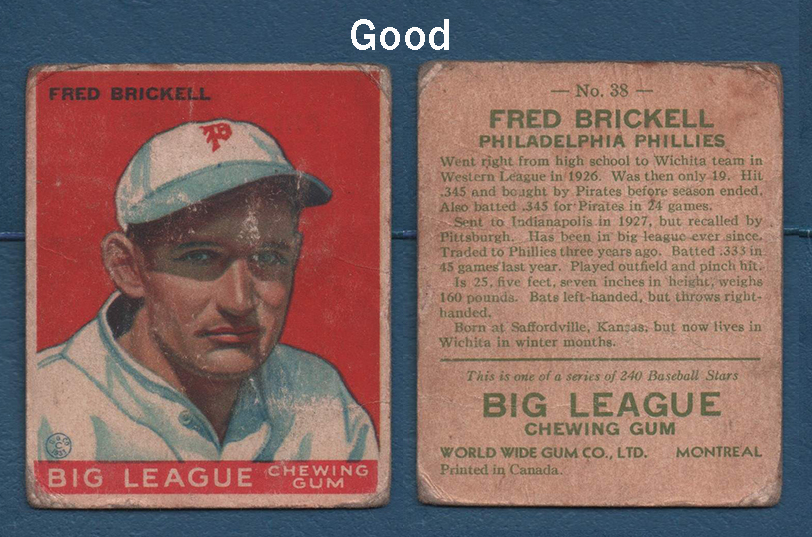 Good
FRED BRICKELL
P
BIG LEAGUE CHEWING GUM
— No. 38 —
FRED BRICKELL
PHILADELPHIA PHILLIES
Went right from high school to Wichita team in
Western League in 1926. Was then only 19. Hit
.345 and bought by Pirates before season ended.
Also batted .345 for Pirates in 24 games.
Sent to Indianapolis in 1927, but recalled by
Pittsburgh. Has been in big league ever since.
Traded to Phillies three years ago. Batted .333 in
45 games last year. Played outfield and pinch hit.
Is 25, five feet, seven inches in height, weighs
160 pounds. Bats left-handed, but throws right-
handed.
Born at Saffordville, Kansas, but now lives in
Wichita in winter months.
This is one of a series of 240 Baseball Stars
BIG LEAGUE
CHEWING GUM
WORLD WIDE GUM CO., LTD. MONTREAL
Printed in Canada.